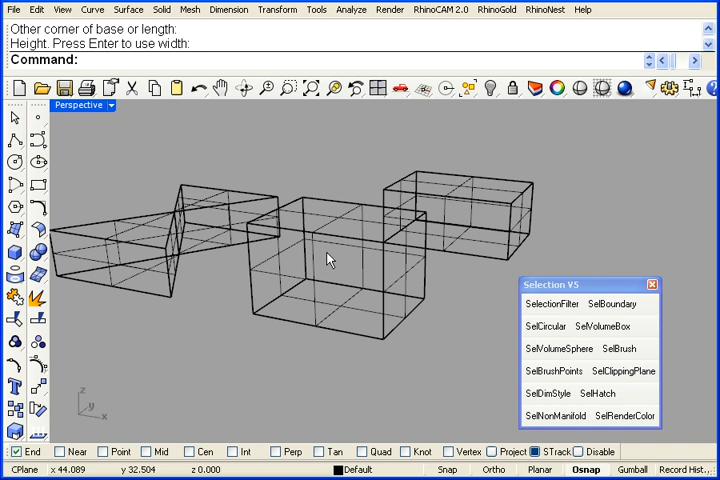 File Edit View Curve Surface Solid Mesh Dimension Transform Tools Analyze Render RhinoCAM 2.0 RhinoGold RhinoNest Help
Other corner of base or length:
Height. Press Enter to use width:
Command:
Perspective
Selection V5
SelectionFilter SelBoundary
SelCircular SelVolumeBox
SelVolumeSphere SelBrush
SelBrushPoints SelClippingPlane
SelDimStyle SelHatch
SelNonManifold SelRenderColor
z
y
x
End Near Point Mid Cen Int Perp Tan Quad Knot Vertex Project STrack Disable
CPlane x 44.089 y 32.504 z 0.000 Default Snap Ortho Planar Osnap Gumball Record Hist...